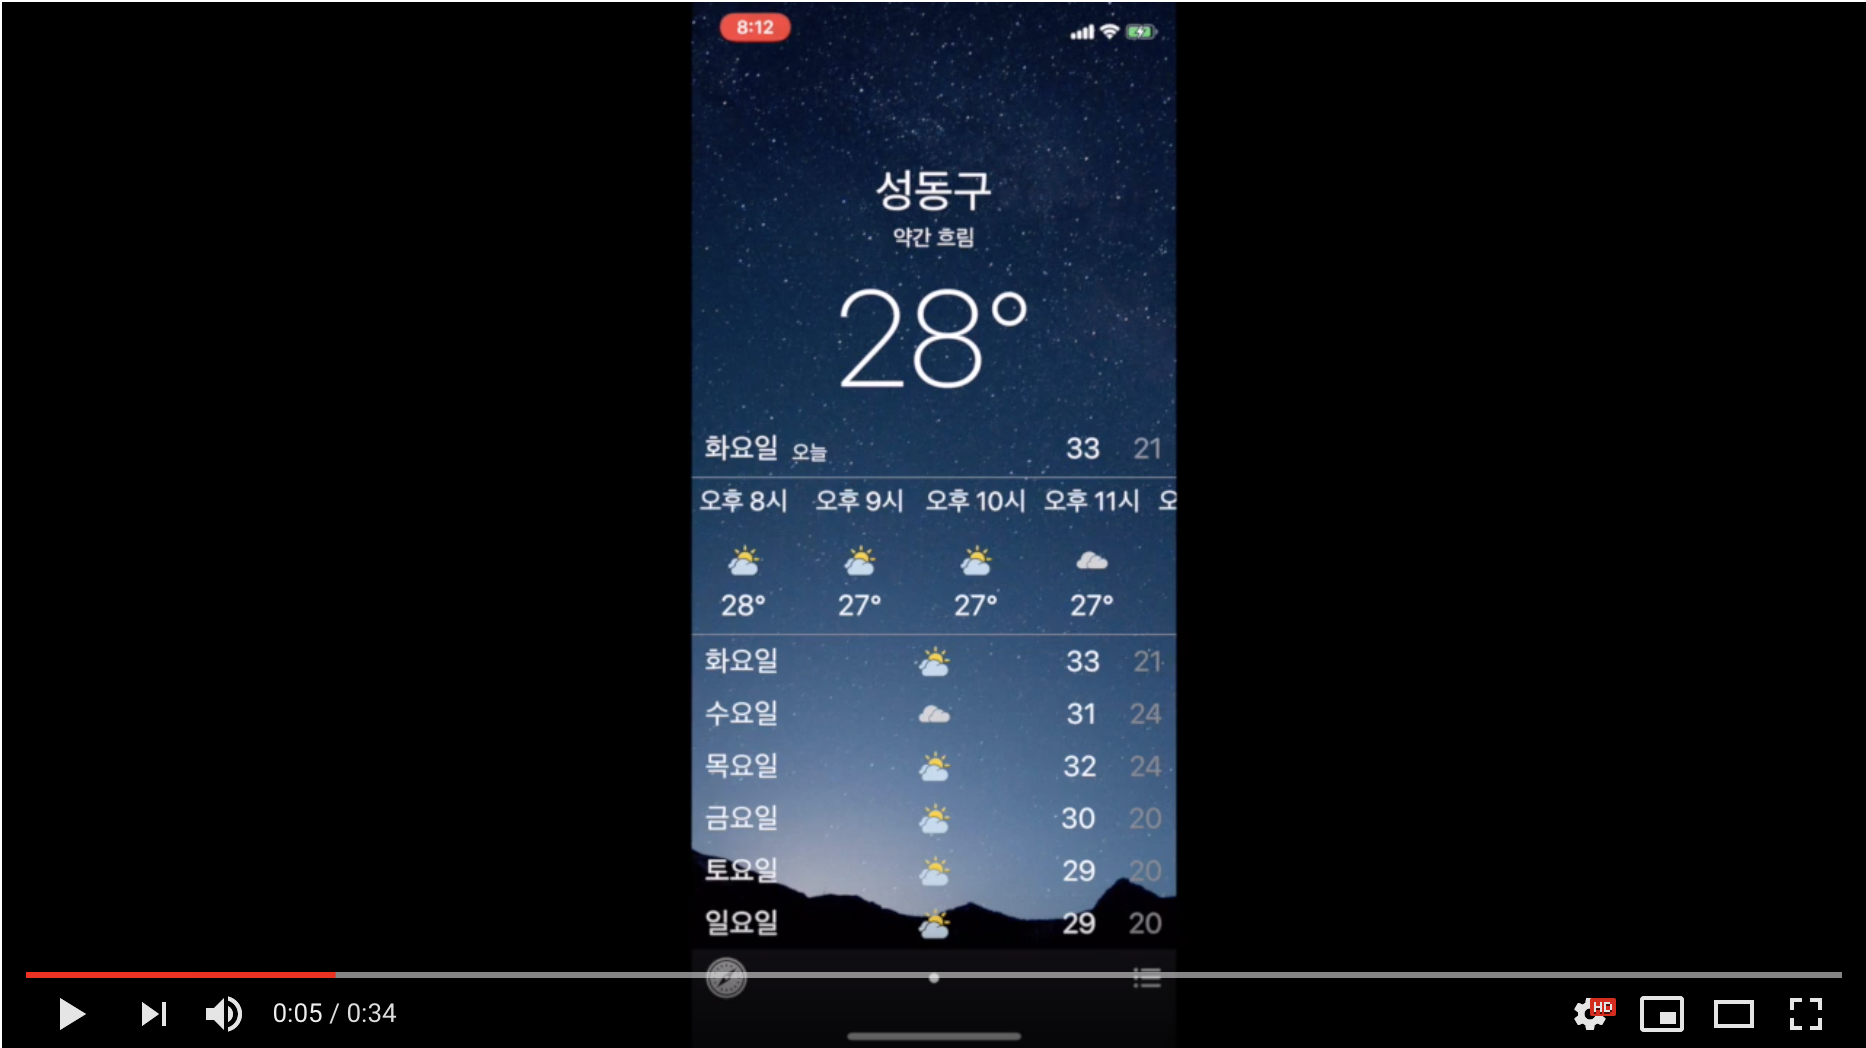 8:12
성동구
약간 흐림
28°
화요일 오늘 33 21
오후 8시 오후 9시 오후 10시 오후 11시 오
28° 27° 27° 27°
화요일 33 21
수요일 31 24
목요일 32 24
금요일 30 20
토요일 29 20
일요일 29 20
0:05 / 0:34 HD